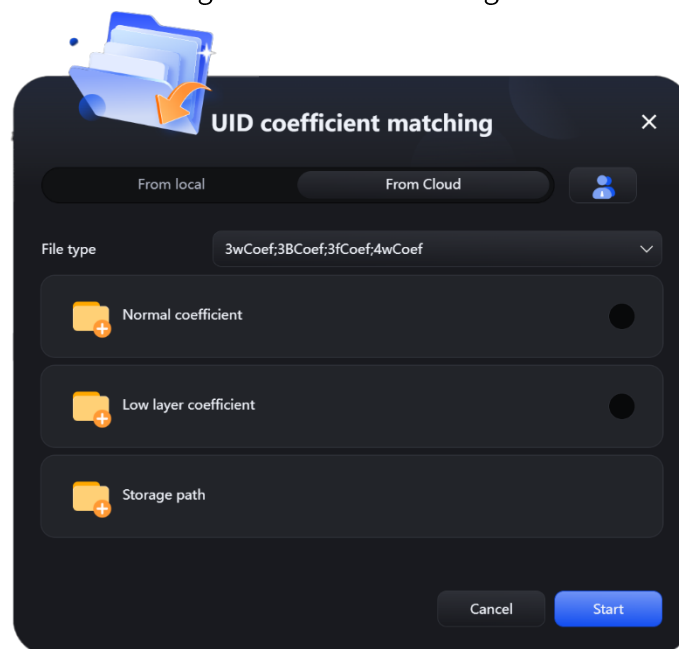 UID coefficient matching
From local
From Cloud
File type
3wCoef;3BCoef;3fCoef;4wCoef
Normal coefficient
Low layer coefficient
Storage path
Cancel
Start